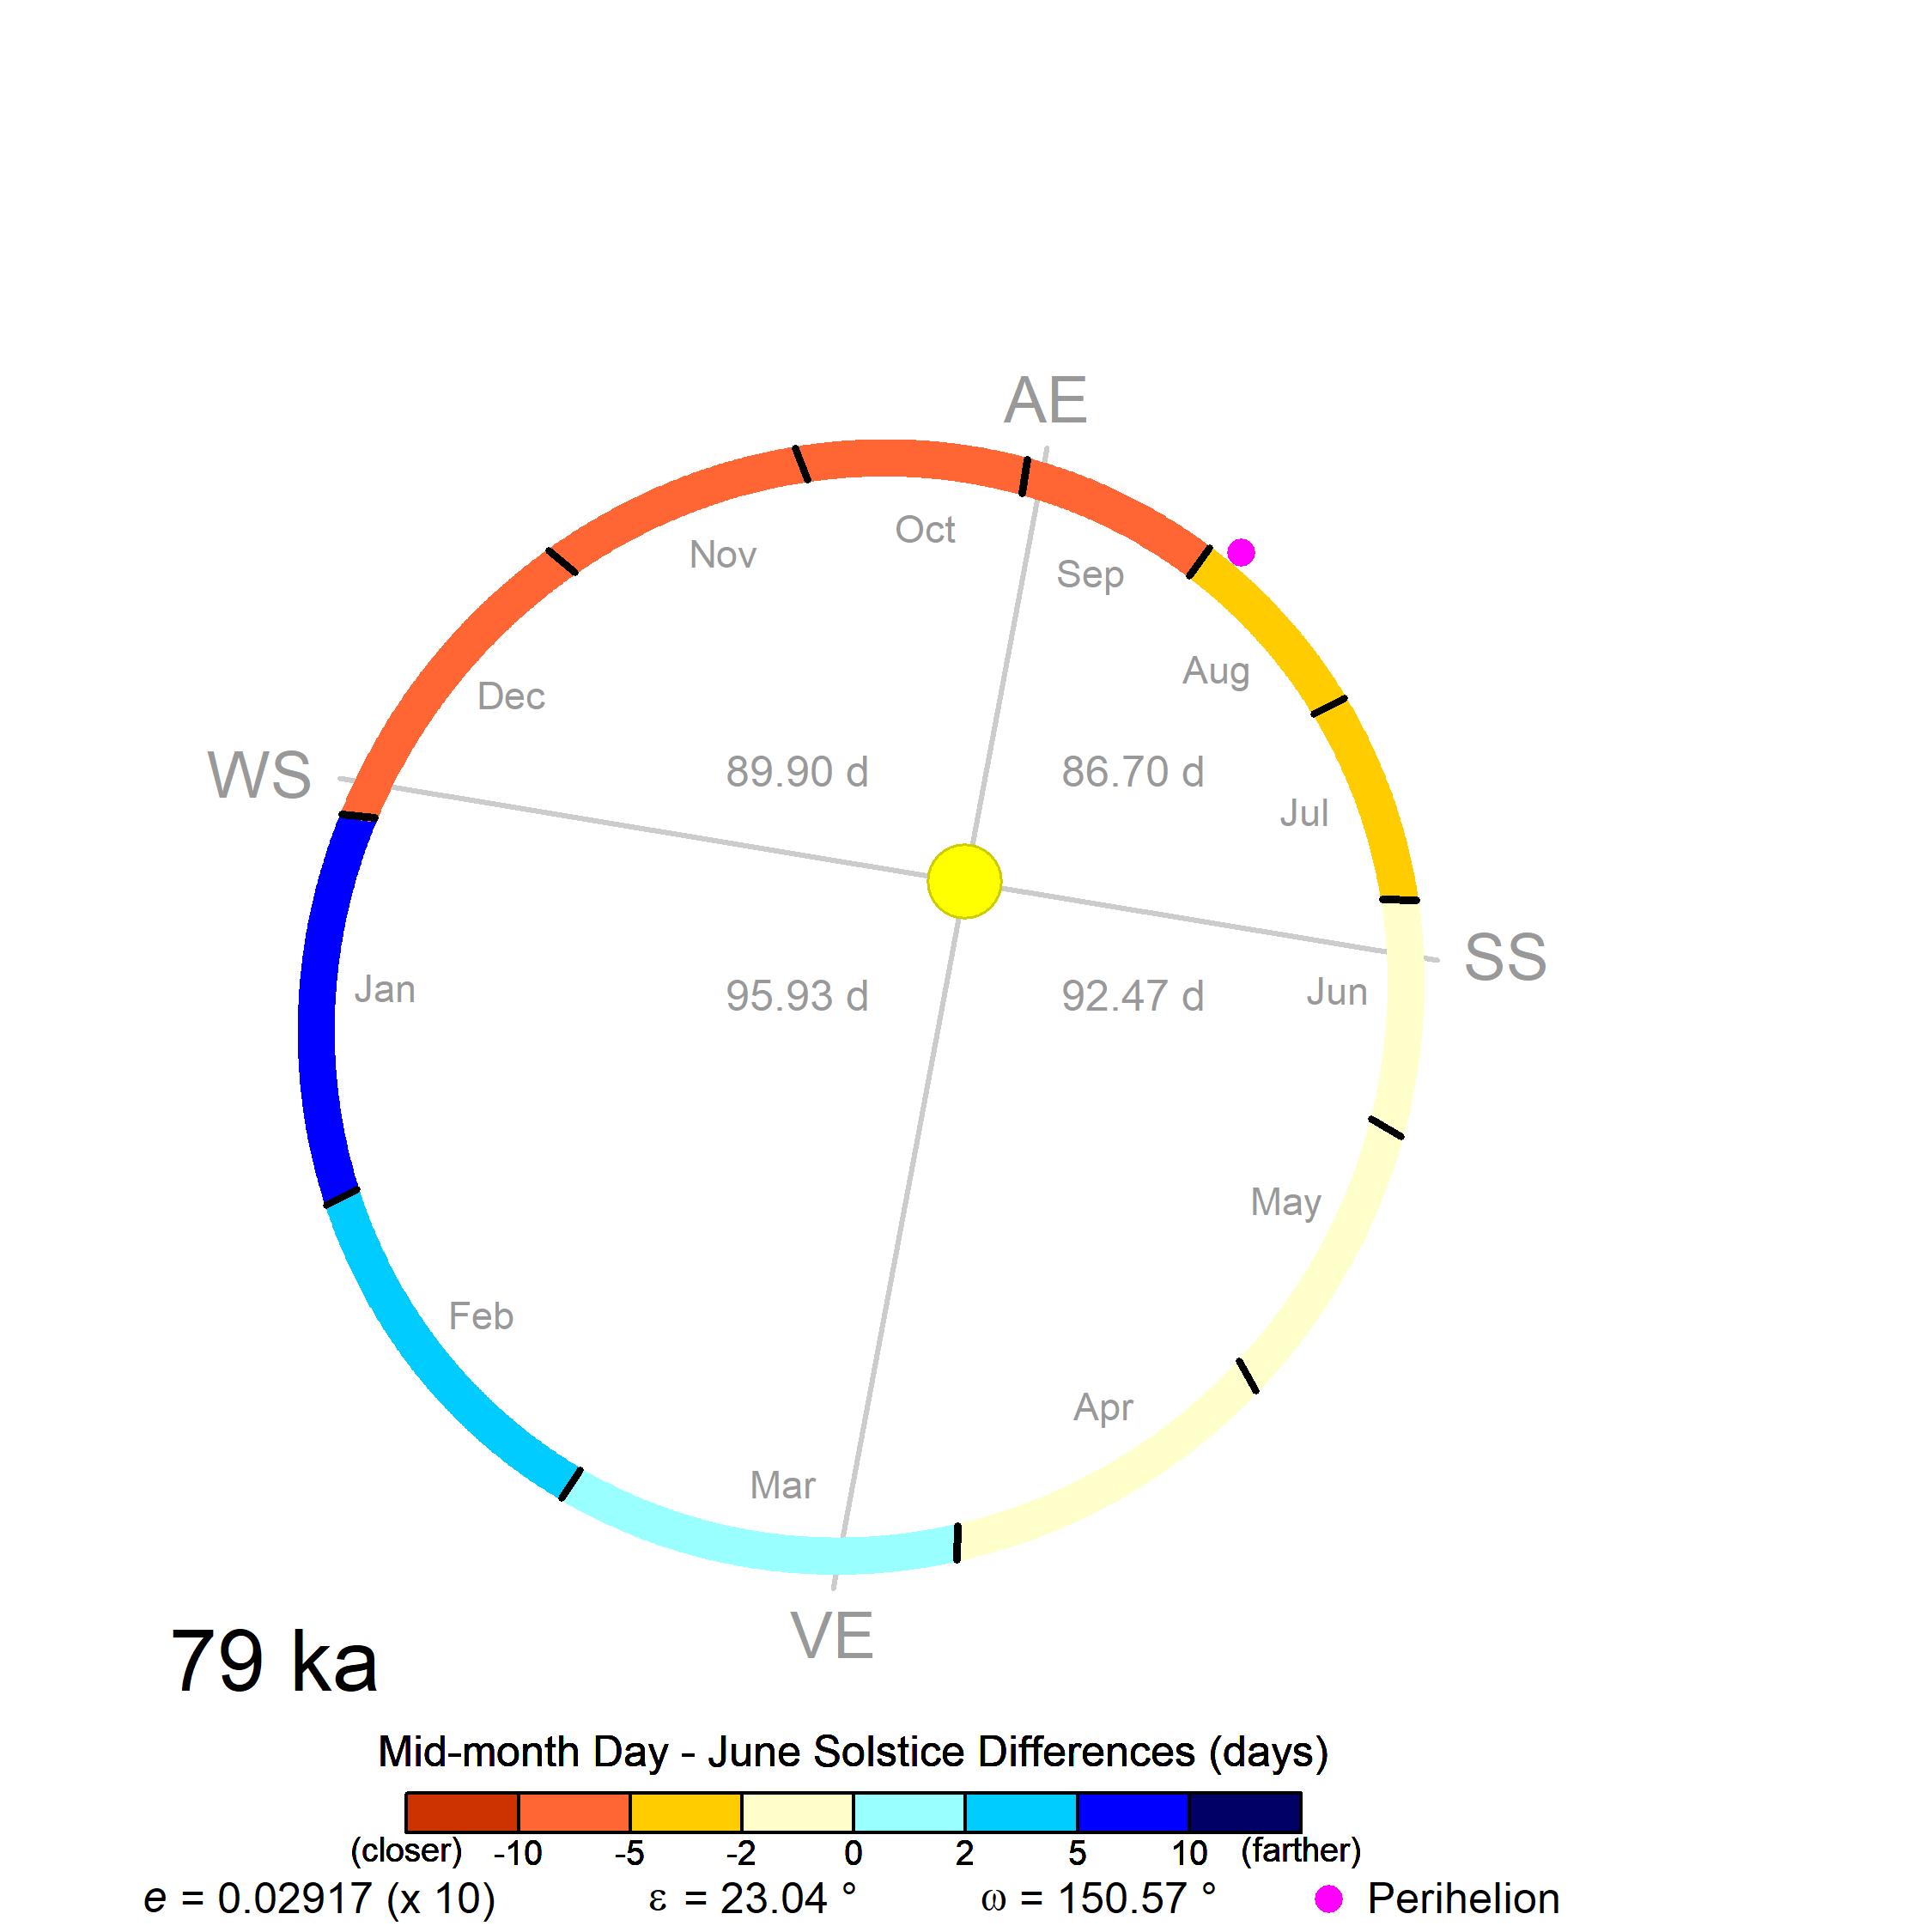 AE
Oct
Nov
Sep
Aug
Dec
WS
89.90 d
86.70 d
Jul
SS
Jan
95.93 d
92.47 d
Jun
May
Feb
Apr
Mar
VE
79 ka
Mid-month Day - June Solstice Differences (days)
(closer) -10 -5 -2 0 2 5 10 (farther)
e = 0.02917 (x 10) ε = 23.04 ° ω = 150.57 ° Perihelion